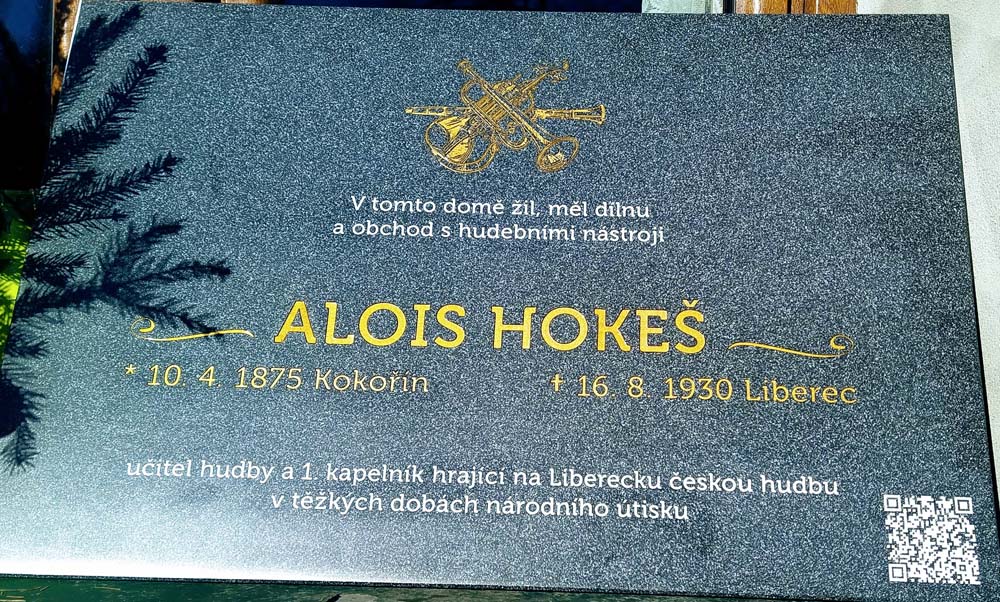 V tomto domě žil, měl dílnu
a obchod s hudebními nástroji
ALOIS HOKEŠ
* 10. 4. 1875 Kokořín
† 16. 8. 1930 Liberec
učitel hudby a 1. kapelník hrající na Liberecku českou hudbu
v těžkých dobách národního útisku